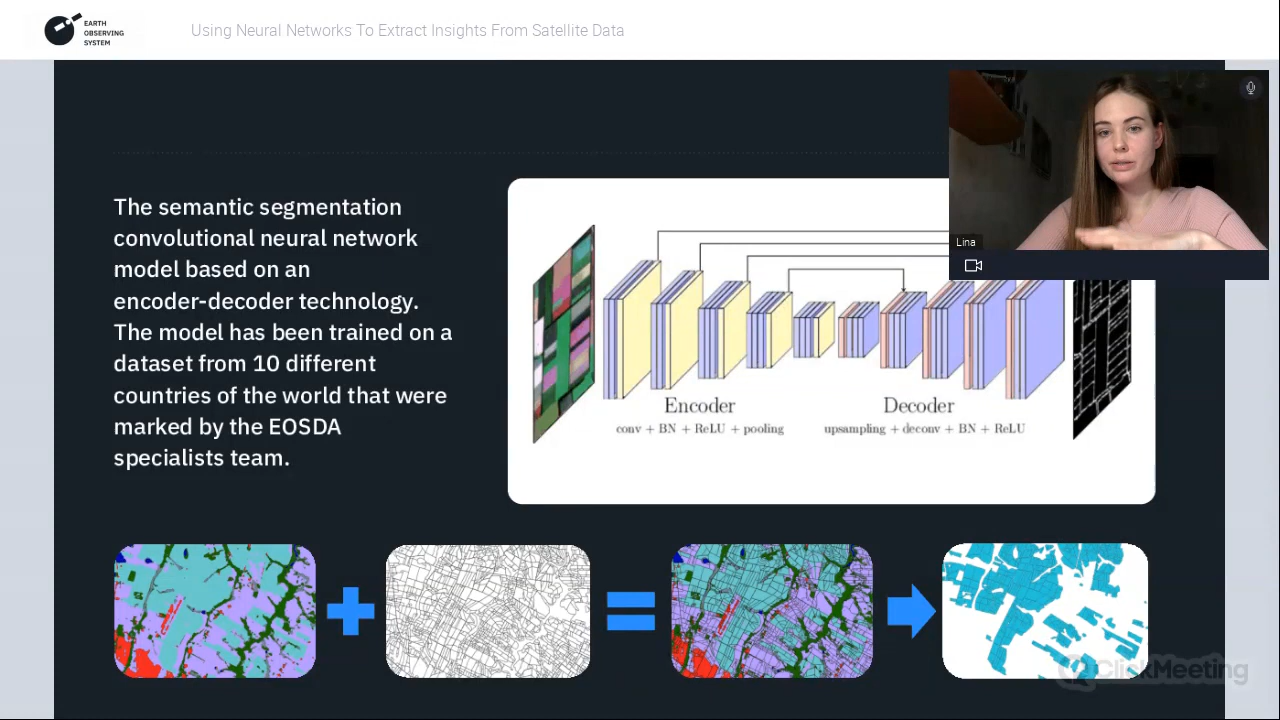 EARTH
OBSERVING
SYSTEM
Using Neural Networks To Extract Insights From Satellite Data
The semantic segmentation
convolutional neural network
model based on an
encoder-decoder technology.
The model has been trained on a
dataset from 10 different
countries of the world that were
marked by the EOSDA
specialists team.
Lina
Encoder
conv + BN + ReLU + pooling
Decoder
upsampling + deconv + BN + ReLU
ClickMeeting